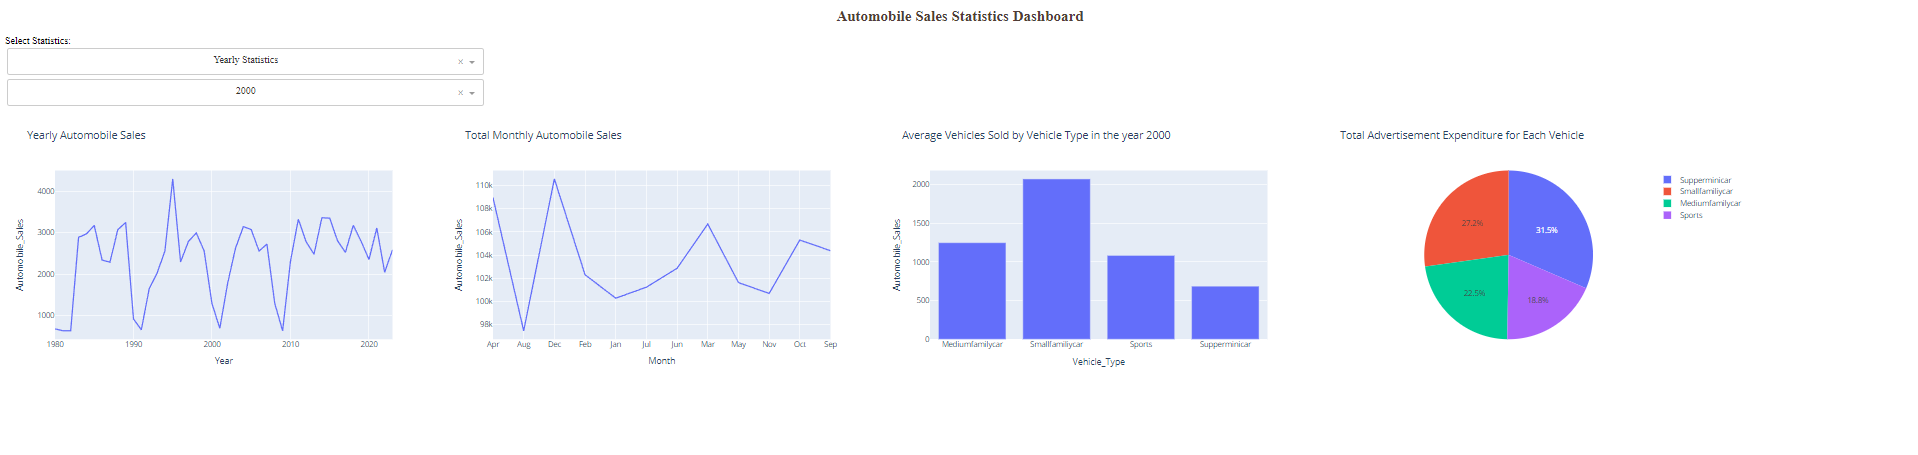 Automobile Sales Statistics Dashboard
Select Statistics:
Yearly Statistics
×
2000
×
Yearly Automobile Sales
Automobile_Sales
4000
3000
2000
1000
1980
1990
2000
2010
2020
Year
Total Monthly Automobile Sales
Automobile_Sales
110k
108k
106k
104k
102k
100k
98k
Apr
Aug
Dec
Feb
Jan
Jul
Jun
Mar
May
Nov
Oct
Sep
Month
Average Vehicles Sold by Vehicle Type in the year 2000
Automobile_Sales
2000
1500
1000
500
0
Mediumfamilycar
Smallfamiliycar
Sports
Supperminicar
Vehicle_Type
Total Advertisement Expenditure for Each Vehicle
27.2%
31.5%
22.5%
18.8%
Supperminicar
Smallfamiliycar
Mediumfamilycar
Sports